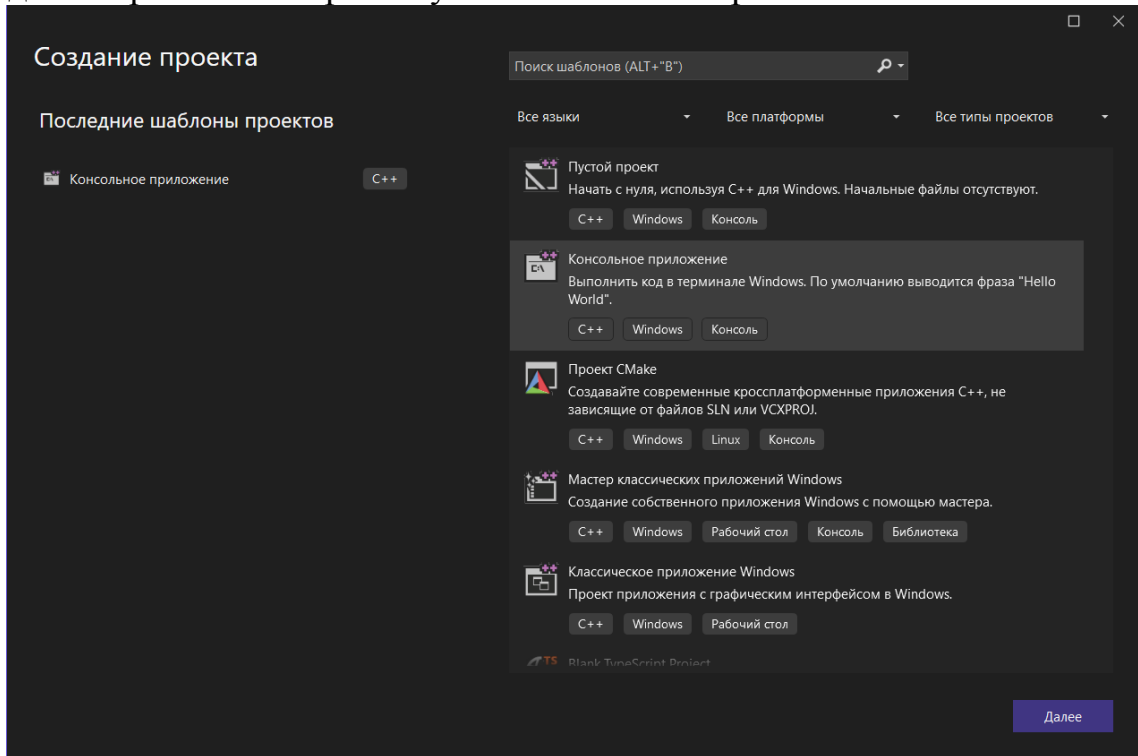 Создание проекта
Поиск шаблонов (ALT+"B")
Последние шаблоны проектов
Все языки
Все платформы
Все типы проектов
Консольное приложение
C++
Пустой проект
Начать с нуля, используя C++ для Windows. Начальные файлы отсутствуют.
C++ Windows Консоль
Консольное приложение
Выполнить код в терминале Windows. По умолчанию выводится фраза "Hello
World".
C++ Windows Консоль
Проект CMake
Создавайте современные кроссплатформенные приложения C++, не
зависящие от файлов SLN или VCXPROJ.
C++ Windows Linux Консоль
Мастер классических приложений Windows
Создание собственного приложения Windows с помощью мастера.
C++ Windows Рабочий стол Консоль Библиотека
Классическое приложение Windows
Проект приложения с графическим интерфейсом в Windows.
C++ Windows Рабочий стол
TS Blank TypeScript Project
Далее